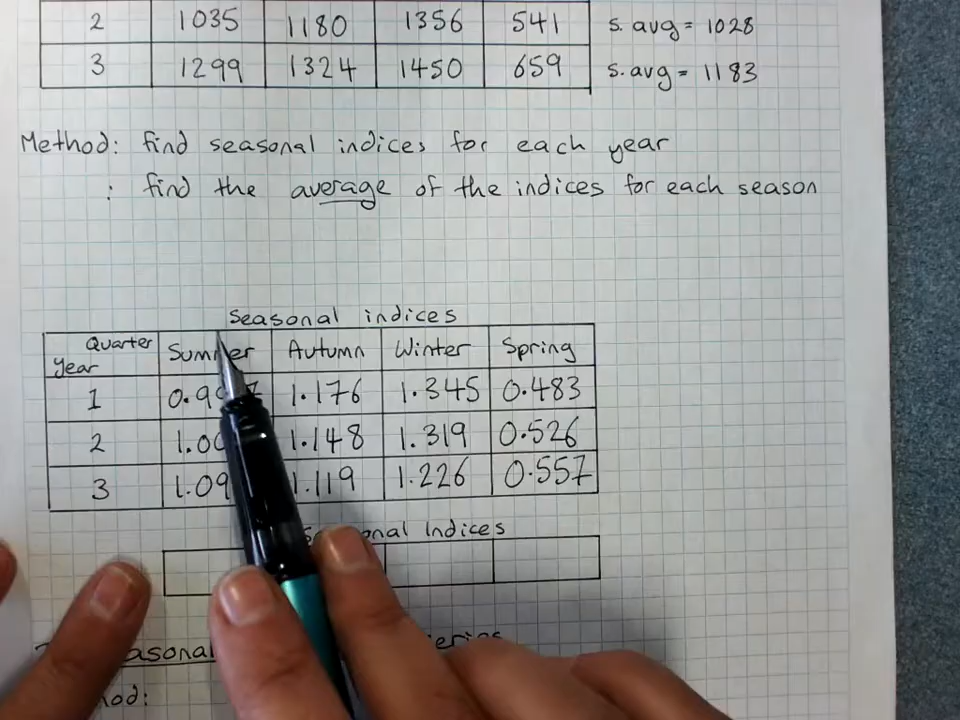 2 1035 1180 1356 541 s. avg = 1028
3 1299 1324 1450 659 s. avg = 1183
Method: find seasonal indices for each year
: find the average of the indices for each season
Seasonal indices
Quarter Year Summer Autumn Winter Spring
1 1.176 1.345 0.483
2 1.148 1.319 0.526
3 1.119 1.226 0.557
Indices